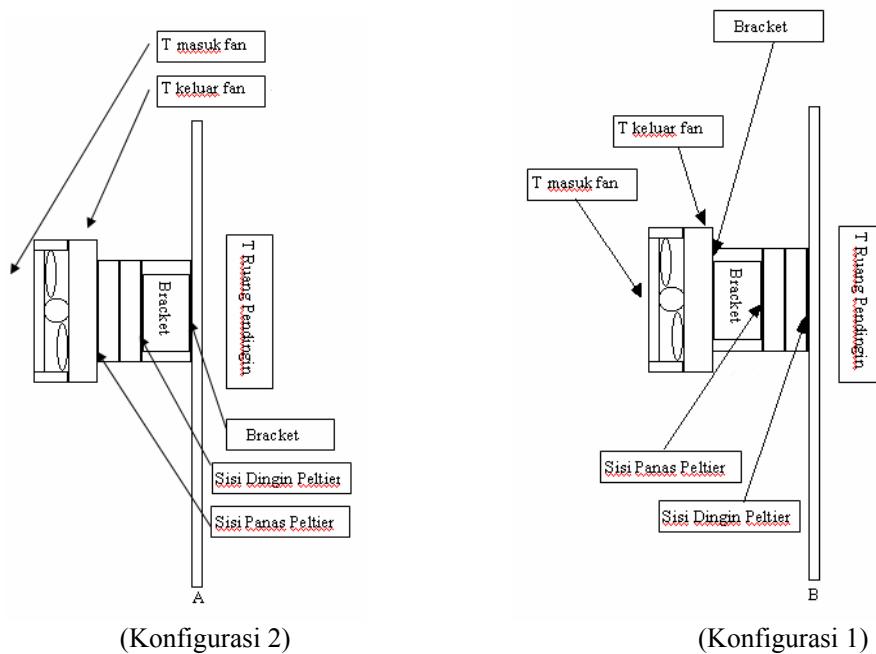 T masuk fan
T keluar fan
Bracket
T Ruang Pendingin
Bracket
Sisi Dingin Peltier
Sisi Panas Peltier
A
(Konfigurasi 2)
Bracket
T keluar fan
T masuk fan
Bracket
T Ruang Pendingin
Sisi Panas Peltier
Sisi Dingin Peltier
B
(Konfigurasi 1)